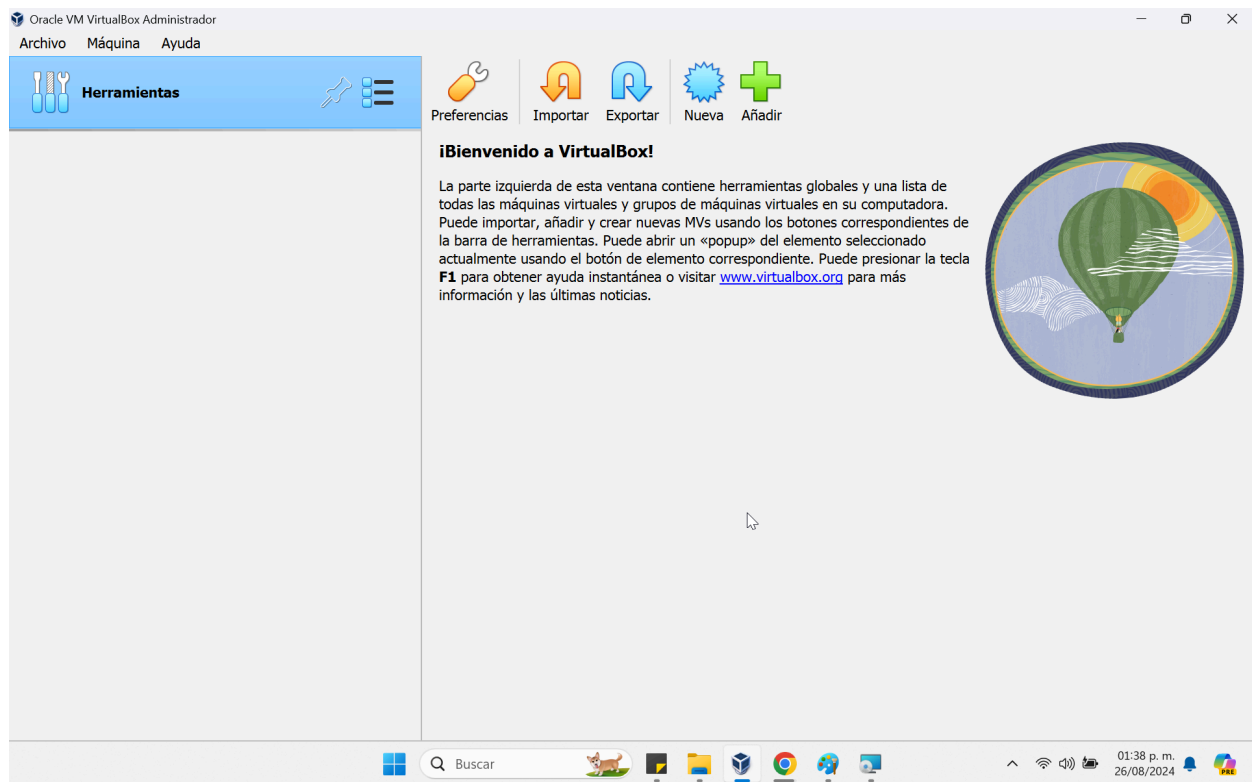 Oracle VM VirtualBox Administrador
Archivo Máquina Ayuda
Herramientas
Preferencias Importar Exportar Nueva Añadir
¡Bienvenido a VirtualBox!
La parte izquierda de esta ventana contiene herramientas globales y una lista de
todas las máquinas virtuales y grupos de máquinas virtuales en su computadora.
Puede importar, añadir y crear nuevas MVs usando los botones correspondientes de
la barra de herramientas. Puede abrir un «popup» del elemento seleccionado
actualmente usando el botón de elemento correspondiente. Puede presionar la tecla
F1 para obtener ayuda instantánea o visitar www.virtualbox.org para más
información y las últimas noticias.
Buscar
01:38 p. m.
26/08/2024
PRE